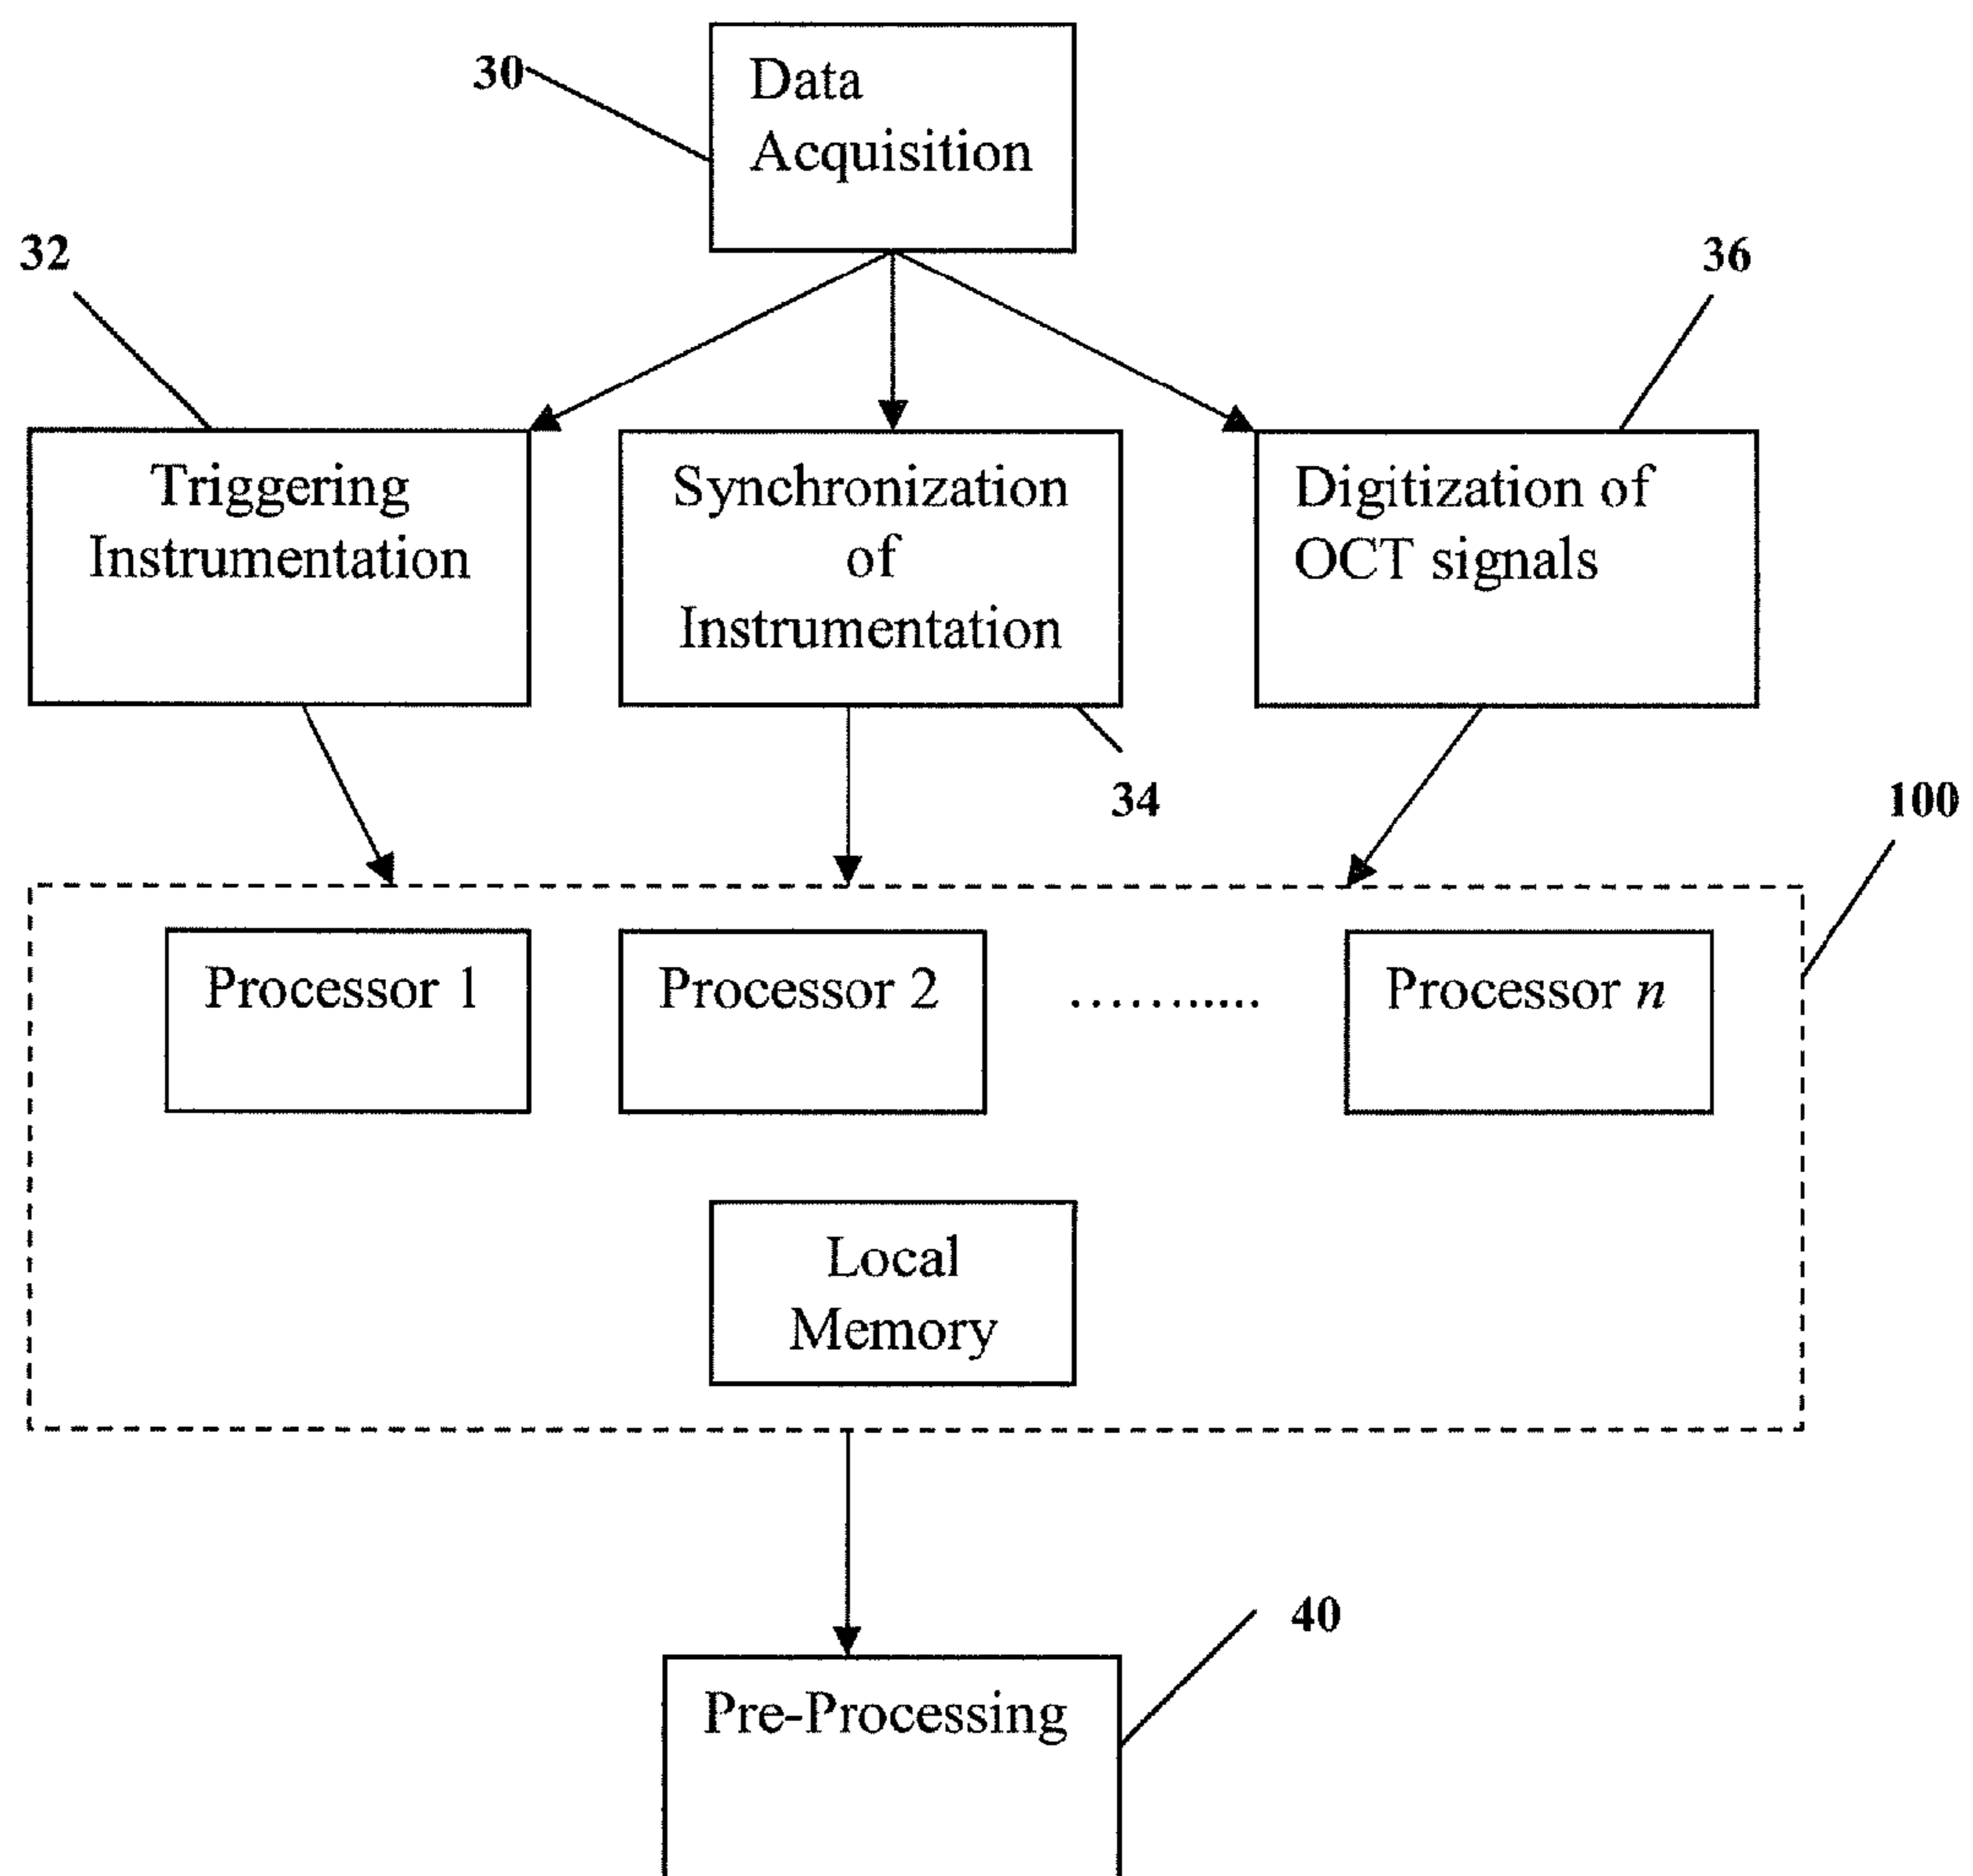 30
Data
Acquisition
32
36
Triggering
Instrumentation
Synchronization
of
Instrumentation
Digitization of
OCT signals
34
100
Processor 1
Processor 2
...........
Processor n
Local
Memory
40
Pre-Processing